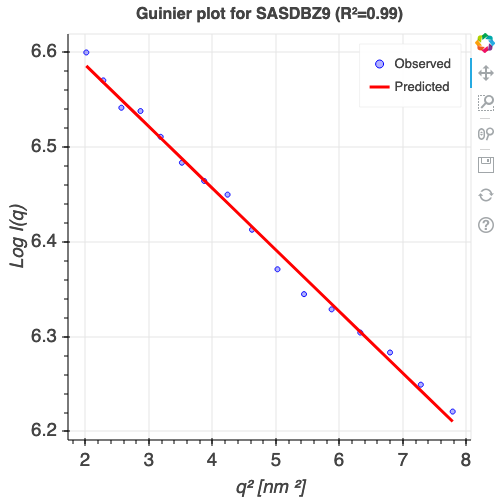 Guinier plot for SASDBZ9 (R²=0.99)
Observed
Predicted
Log I(q)
6.6
6.5
6.4
6.3
6.2
2 3 4 5 6 7 8
q² [nm ²]